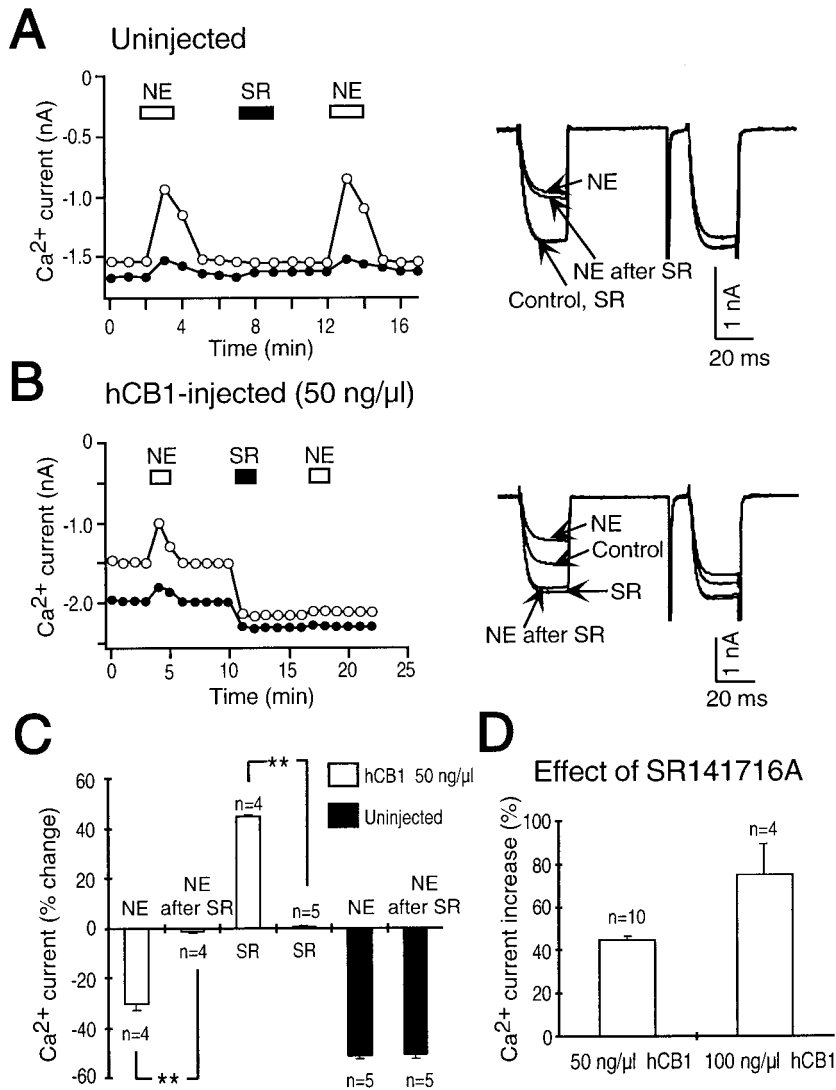 A
Uninjected
NE SR NE
0
-0.5
-1.0
-1.5
Ca2+ current (nA)
0 4 8 12 16
Time (min)
NE
NE after SR
Control, SR
1 nA
20 ms
B
hCB1-injected (50 ng/µl)
NE SR NE
0
-1.0
-2.0
Ca2+ current (nA)
0 5 10 15 20 25
Time (min)
NE
Control
SR
NE after SR
1 nA
20 ms
C
hCB1 50 ng/µl
Uninjected
60
40
20
0
-20
-40
-60
Ca2+ current (% change)
**
n=4
NE
NE
after SR
n=5
NE
NE
after SR
n=4
SR
SR
n=4
**
n=5
n=5
D
Effect of SR141716A
100
80
60
40
20
0
Ca2+ current increase (%)
n=10
n=4
50 ng/µl hCB1
100 ng/µl hCB1